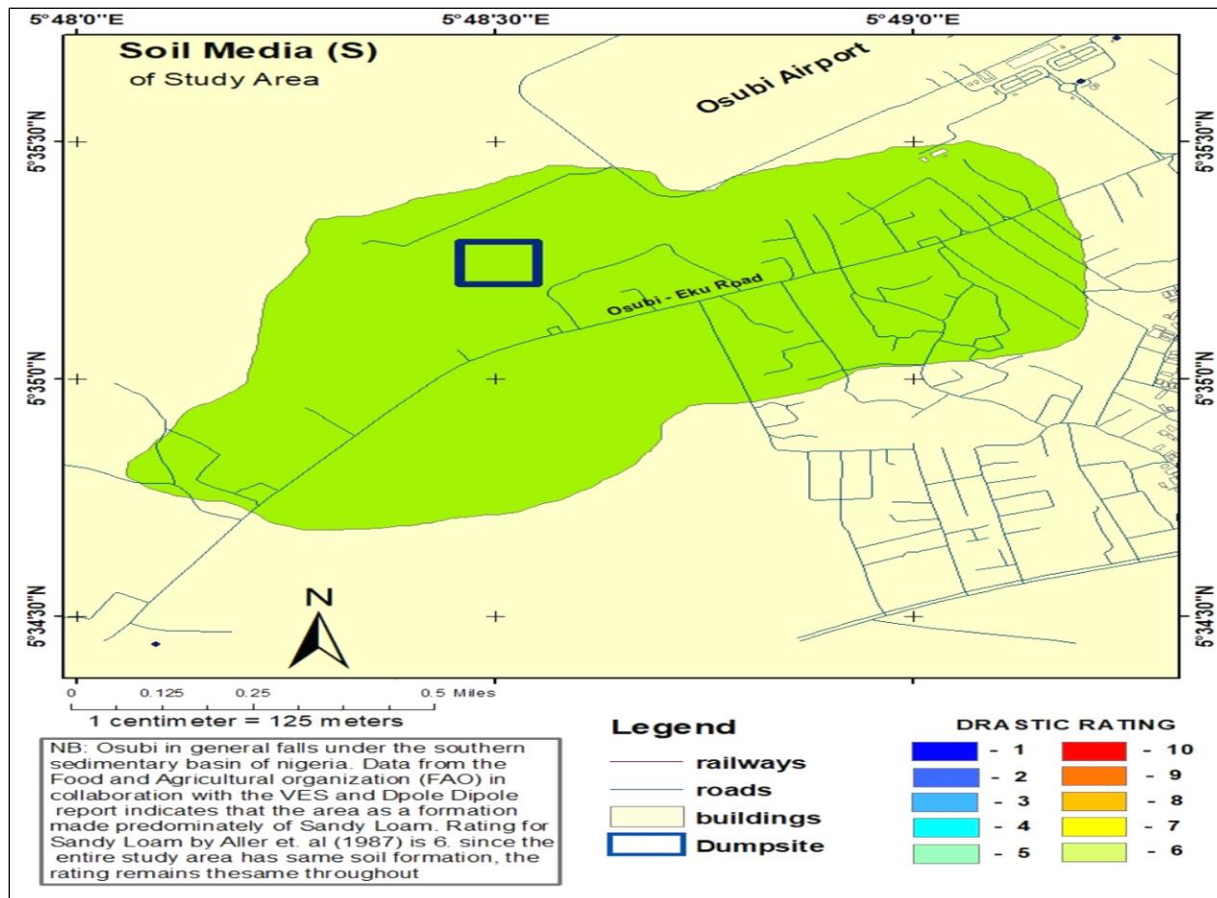 5°48'0"E
5°48'30"E
5°49'0"E
Soil Media (S)
of Study Area
Osubi Airport
5°35'30"N
5°35'30"N
Osubi - Eku Road
5°35'0"N
5°35'0"N
5°34'30"N
5°34'30"N
N
0 0.125 0.25 0.5 Miles
1 centimeter = 125 meters
NB: Osubi in general falls under the southern
sedimentary basin of nigeria. Data from the
Food and Agricultural organization (FAO) in
collaboration with the VES and Dpole Dipole
report indicates that the area as a formation
made predominately of Sandy Loam. Rating for
Sandy Loam by Aller et. al (1987) is 6. since the
entire study area has same soil formation, the
rating remains thesame throughout
Legend
railways
roads
buildings
Dumpsite
DRASTIC RATING
- 1 - 10
- 2 - 9
- 3 - 8
- 4 - 7
- 5 - 6